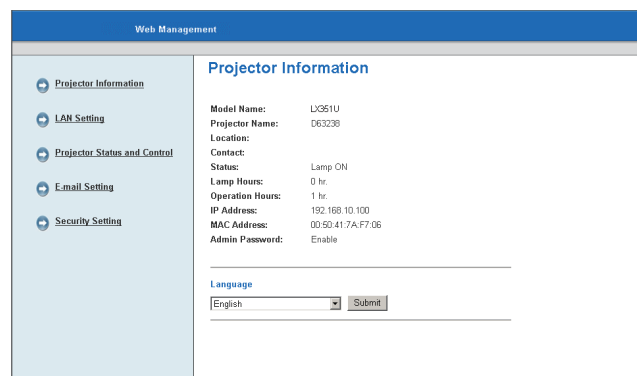 Web Management
Projector Information
LAN Setting
Projector Status and Control
E-mail Setting
Security Setting
Projector Information
Model Name: LX351U
Projector Name: D63238
Location:
Contact:
Status: Lamp ON
Lamp Hours: 0 hr.
Operation Hours: 1 hr.
IP Address: 192.168.10.100
MAC Address: 00:50:41:7A:F7:06
Admin Password: Enable
Language
English Submit